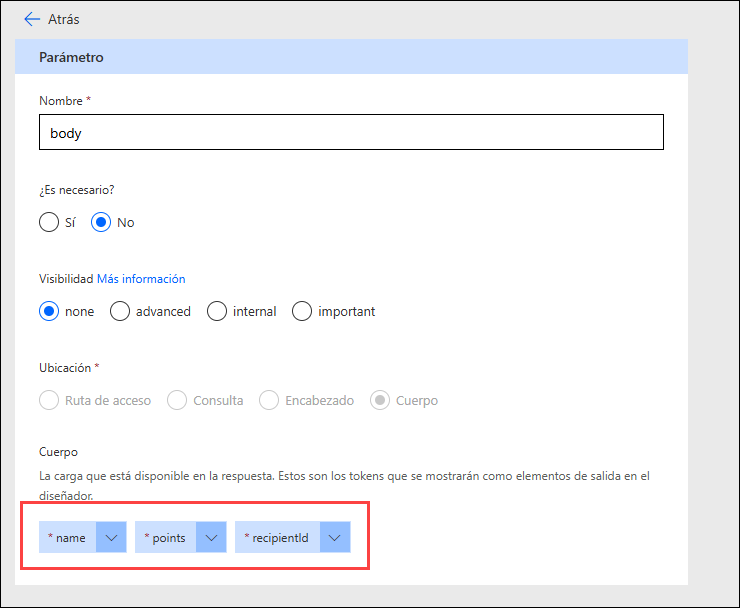 Atrás
Parámetro
Nombre *
body
¿Es necesario?
Sí No
Visibilidad Más información
none advanced internal important
Ubicación *
Ruta de acceso Consulta Encabezado Cuerpo
Cuerpo
La carga que está disponible en la respuesta. Estos son los tokens que se mostrarán como elementos de salida en el
diseñador.
* name * points * recipientId